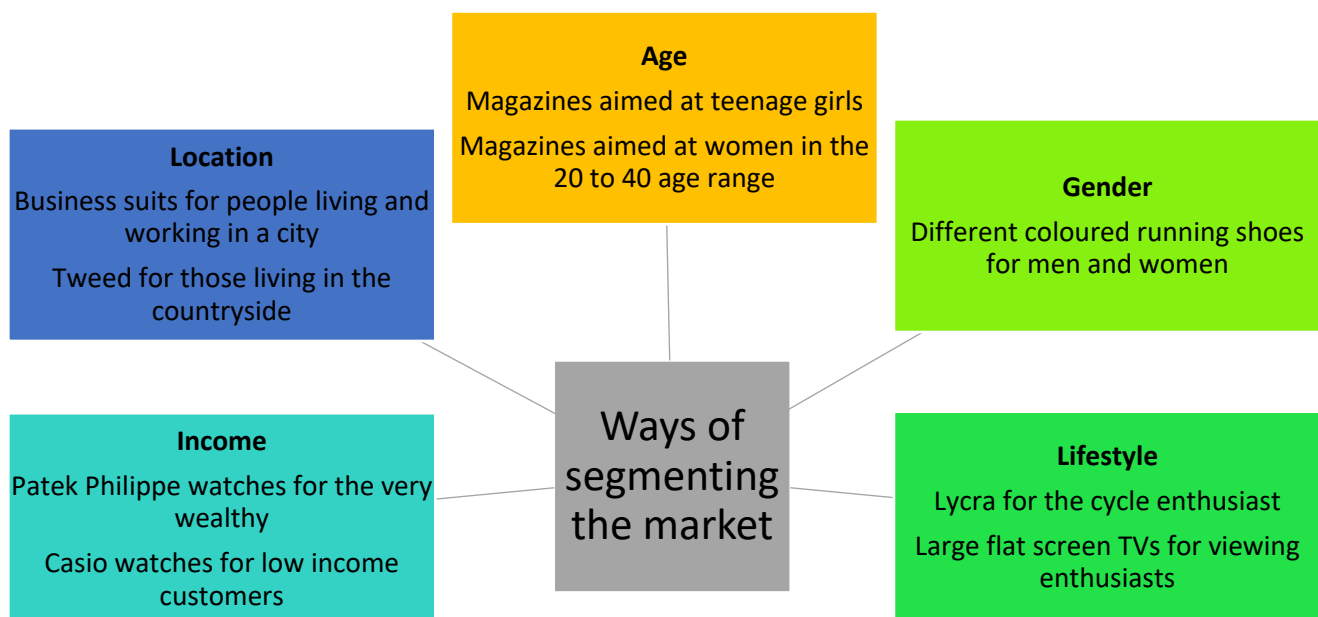 Age
Magazines aimed at teenage girls
Magazines aimed at women in the
20 to 40 age range
Location
Business suits for people living and
working in a city
Tweed for those living in the
countryside
Gender
Different coloured running shoes
for men and women
Ways of
segmenting
the market
Income
Patek Philippe watches for the very
wealthy
Casio watches for low income
customers
Lifestyle
Lycra for the cycle enthusiast
Large flat screen TVs for viewing
enthusiasts